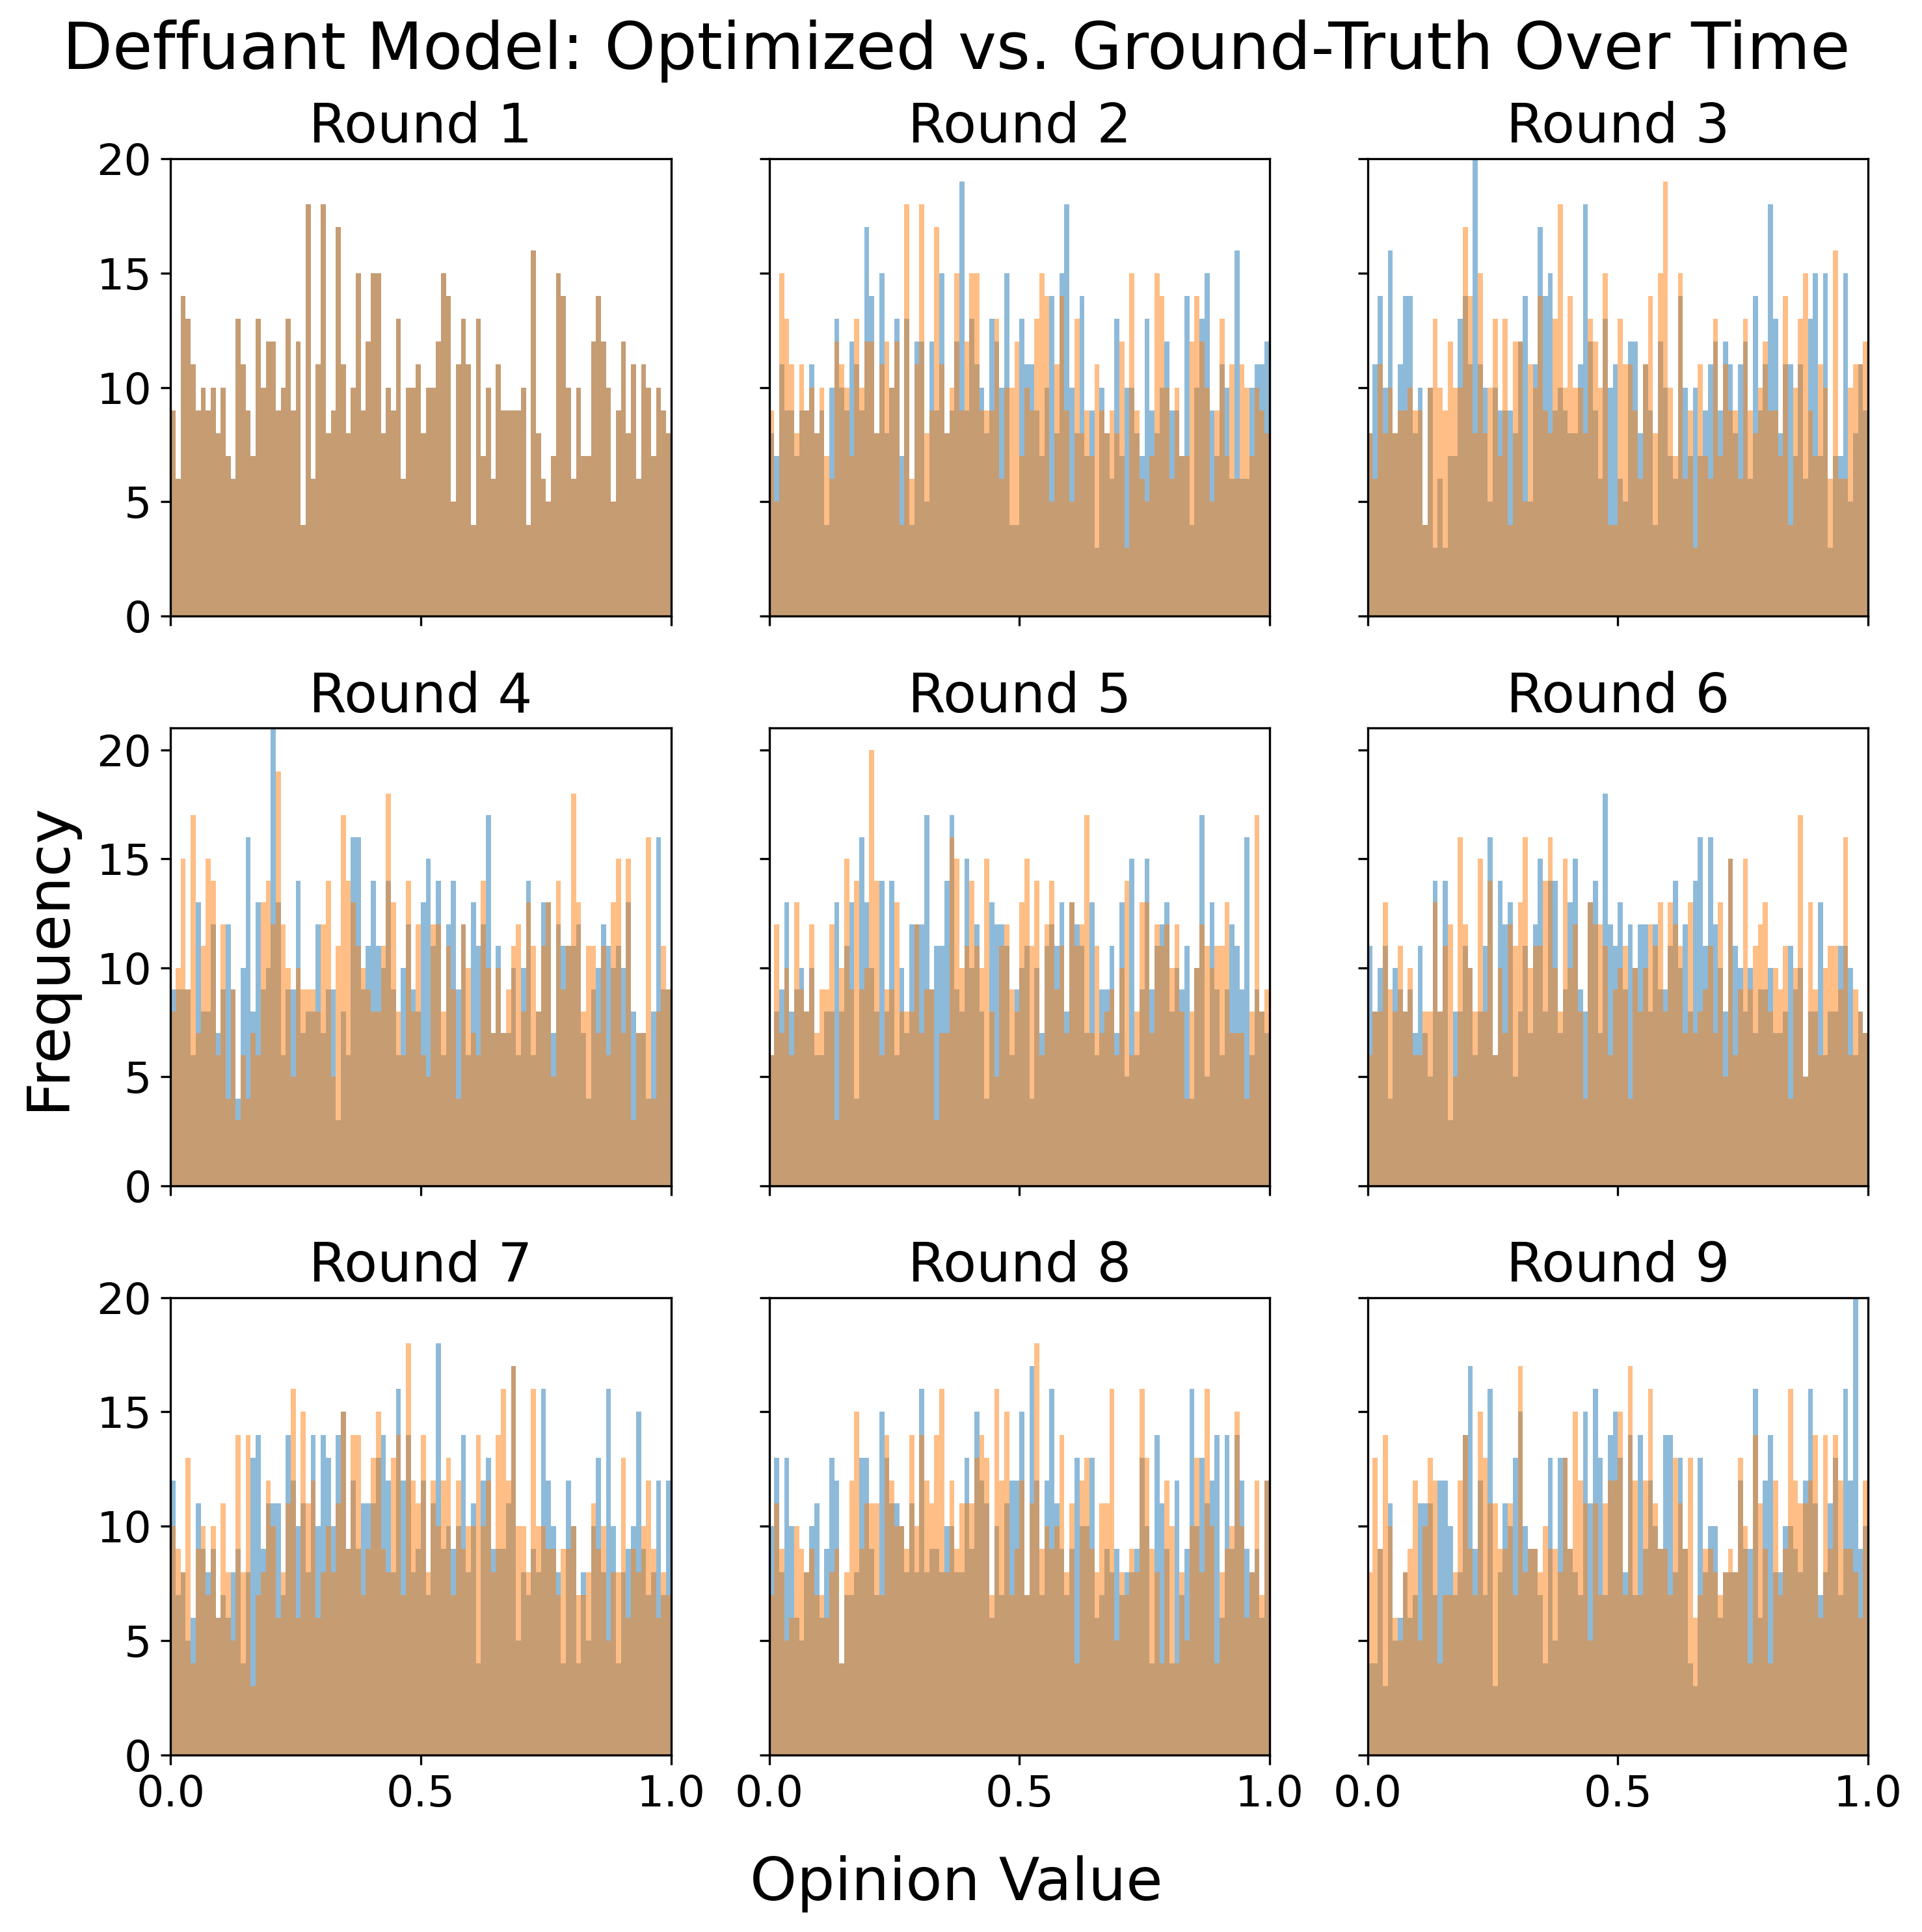 Deffuant Model: Optimized vs. Ground-Truth Over Time
Round 1
Round 2
Round 3
20
15
10
5
0
Round 4
Round 5
Round 6
20
15
10
5
0
Frequency
Round 7
Round 8
Round 9
20
15
10
5
0
0.0 0.5 1.0
0.0 0.5 1.0
0.0 0.5 1.0
Opinion Value